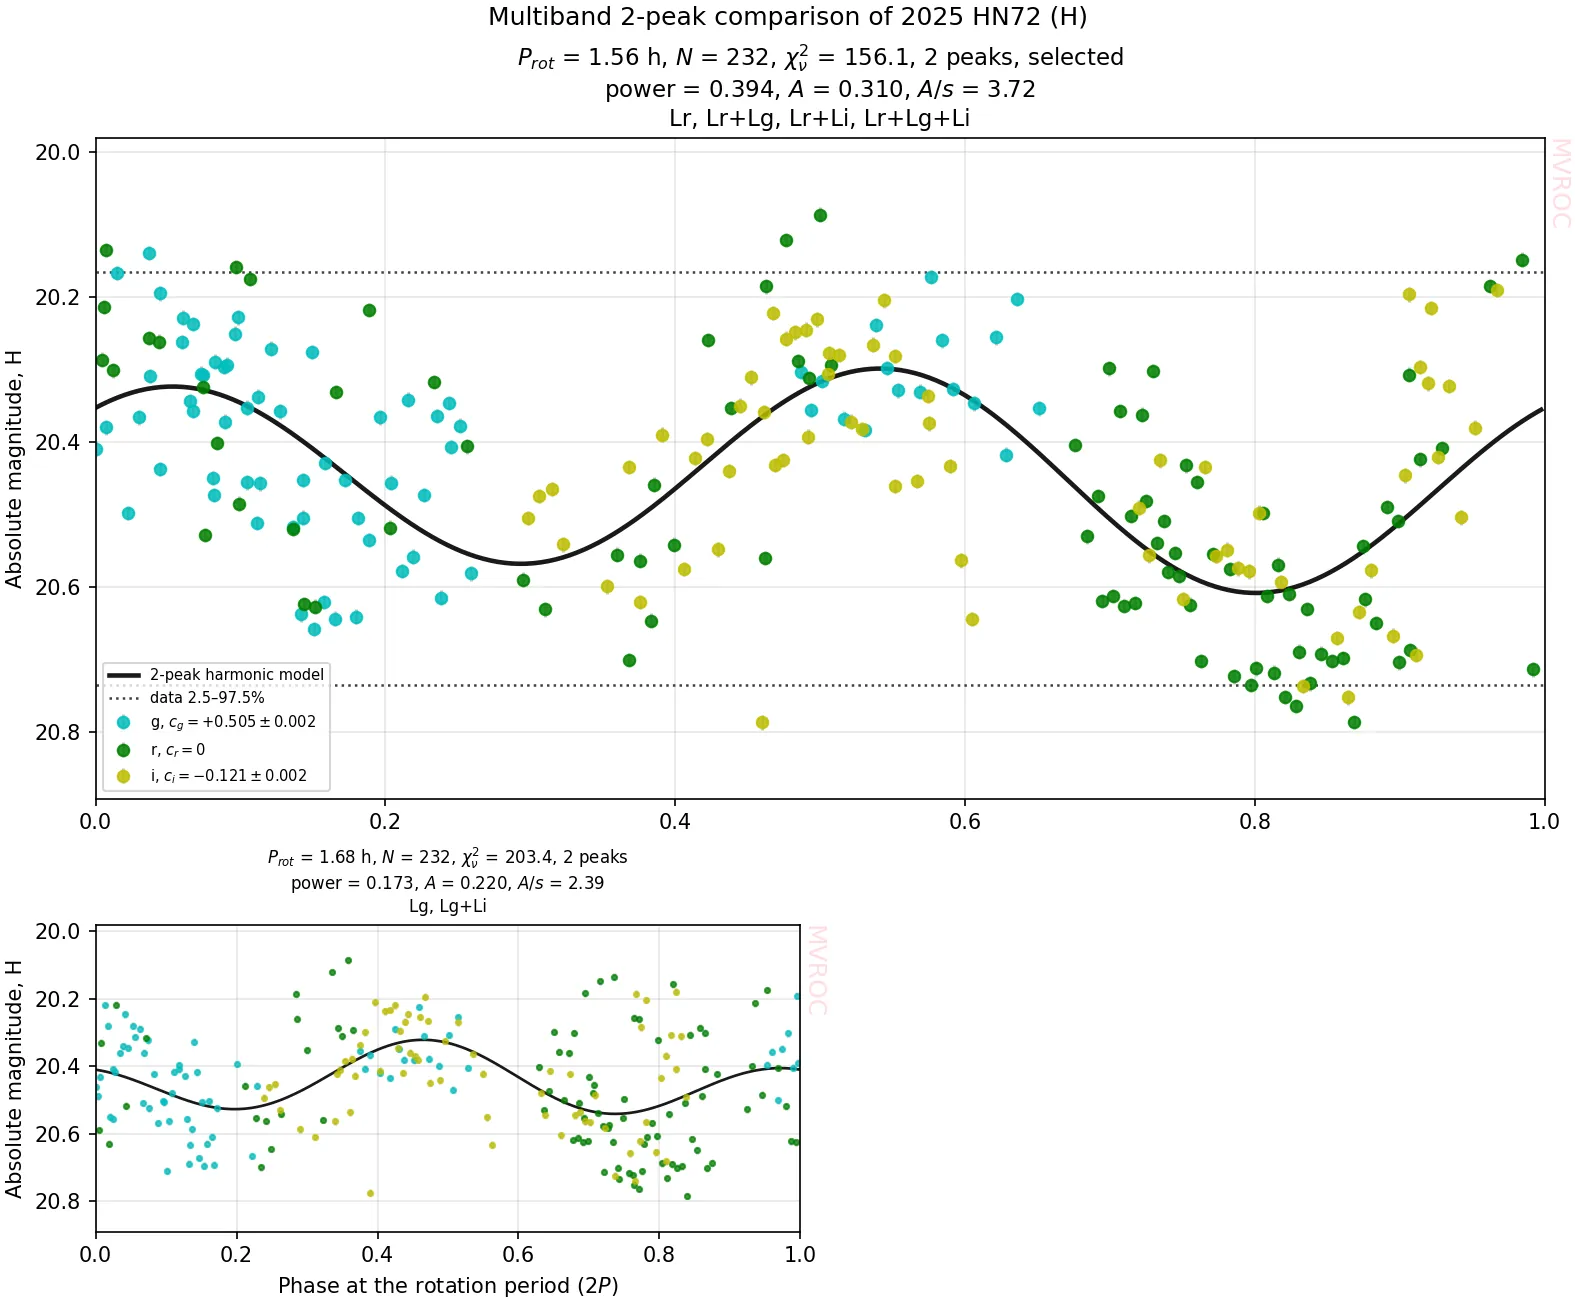 Multiband 2-peak comparison of 2025 HN72 (H)
P_rot = 1.56 h, N = 232, χ²_ν = 156.1, 2 peaks, selected
power = 0.394, A = 0.310, A/s = 3.72
Lr, Lr+Lg, Lr+Li, Lr+Lg+Li
MVROC
20.0
20.2
20.4
20.6
20.8
Absolute magnitude, H
2-peak harmonic model
data 2.5–97.5%
g, c_g = +0.505 ± 0.002
r, c_r = 0
i, c_i = −0.121 ± 0.002
0.0 0.2 0.4 0.6 0.8 1.0
P_rot = 1.68 h, N = 232, χ²_ν = 203.4, 2 peaks
power = 0.173, A = 0.220, A/s = 2.39
Lg, Lg+Li
MVROC
20.0
20.2
20.4
20.6
20.8
Absolute magnitude, H
0.0 0.2 0.4 0.6 0.8 1.0
Phase at the rotation period (2P)